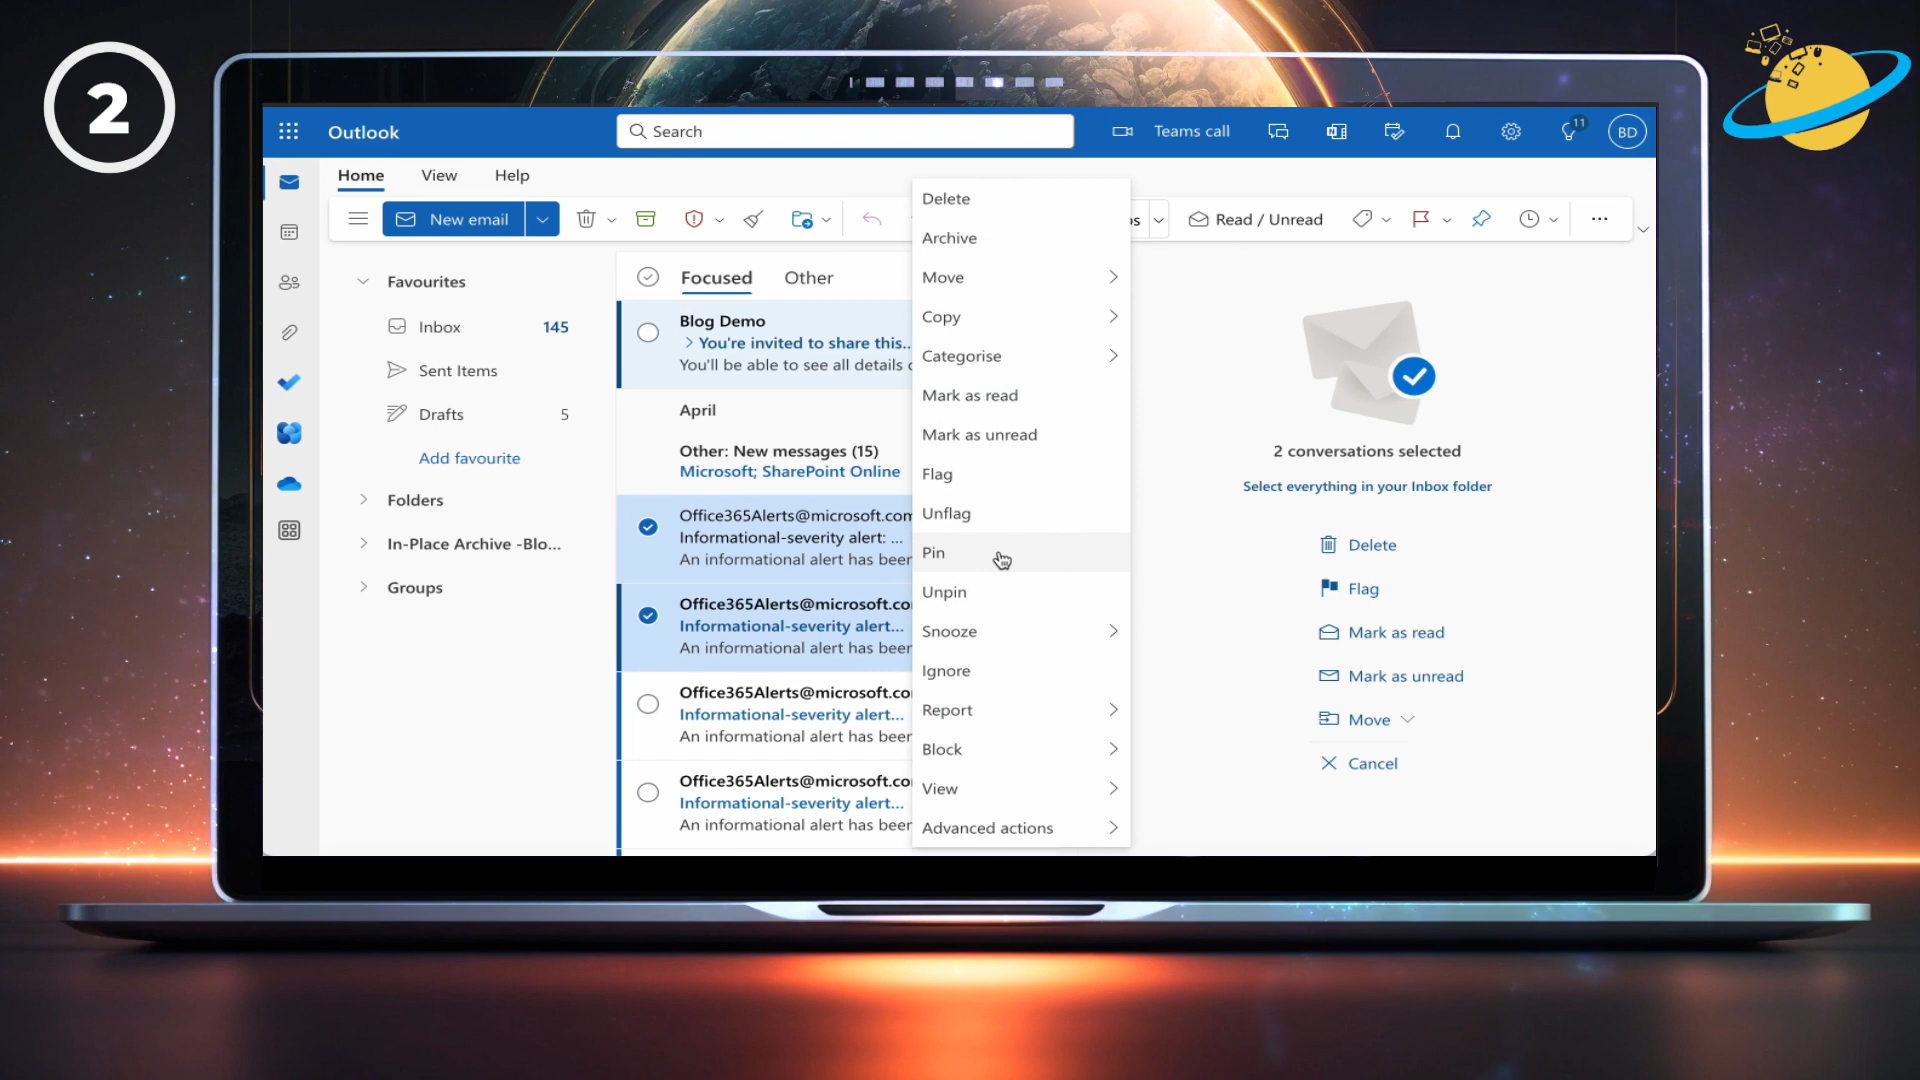 2
Outlook
Search
Teams call
11
BD
Home
View
Help
New email
Read / Unread
Favourites
Inbox
145
Sent Items
Drafts
5
Add favourite
Folders
In-Place Archive -Blo...
Groups
Focused
Other
Blog Demo
You're invited to share this...
You'll be able to see all details
April
Other: New messages (15)
Microsoft; SharePoint Online
Office365Alerts@microsoft.com
Informational-severity alert: ...
An informational alert has been
Office365Alerts@microsoft.co
Informational-severity alert...
An informational alert has been
Office365Alerts@microsoft.co
Informational-severity alert...
An informational alert has been
Office365Alerts@microsoft.co
Informational-severity alert...
An informational alert has been
Delete
Archive
Move
Copy
Categorise
Mark as read
Mark as unread
Flag
Unflag
Pin
Unpin
Snooze
Ignore
Report
Block
View
Advanced actions
2 conversations selected
Select everything in your Inbox folder
Delete
Flag
Mark as read
Mark as unread
Move
Cancel